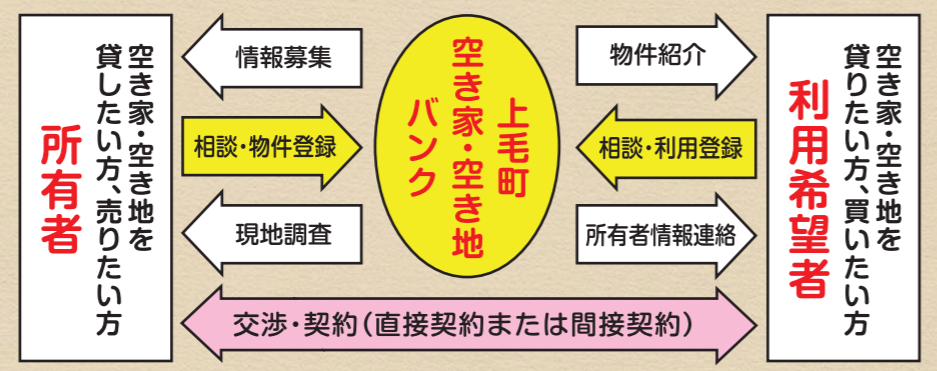 空き家・空き地を
貸したい方、売りたい方
所有者
情報募集
相談・物件登録
現地調査
上毛町
空き家・空き地
バンク
物件紹介
相談・利用登録
所有者情報連絡
空き家・空き地を
貸りたい方、買いたい方
利用希望者
交渉・契約（直接契約または間接契約）